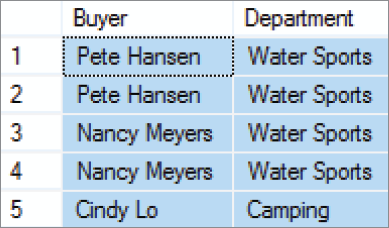 Buyer Department
1 Pete Hansen Water Sports
2 Pete Hansen Water Sports
3 Nancy Meyers Water Sports
4 Nancy Meyers Water Sports
5 Cindy Lo Camping